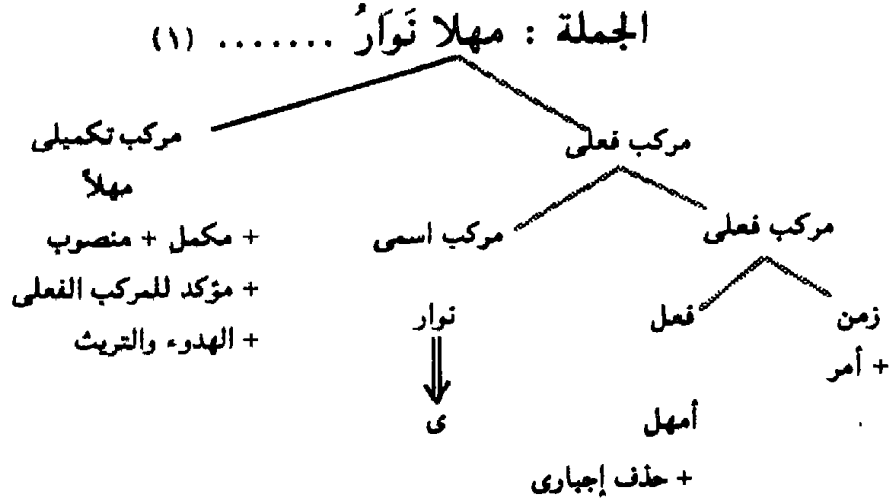 الجملة : مهلا نَوَارُ ....... (١)
مركب فعلى
مركب تكميلى
مهلاً
مركب فعلى
مركب اسمى
+ مكمل + منصوب
+ مؤكد للمركب الفعلى
زمن
فعل
نوار
+ الهدوء والتريث
+ أمر
أمهل
ى
+ حذف إجبارى